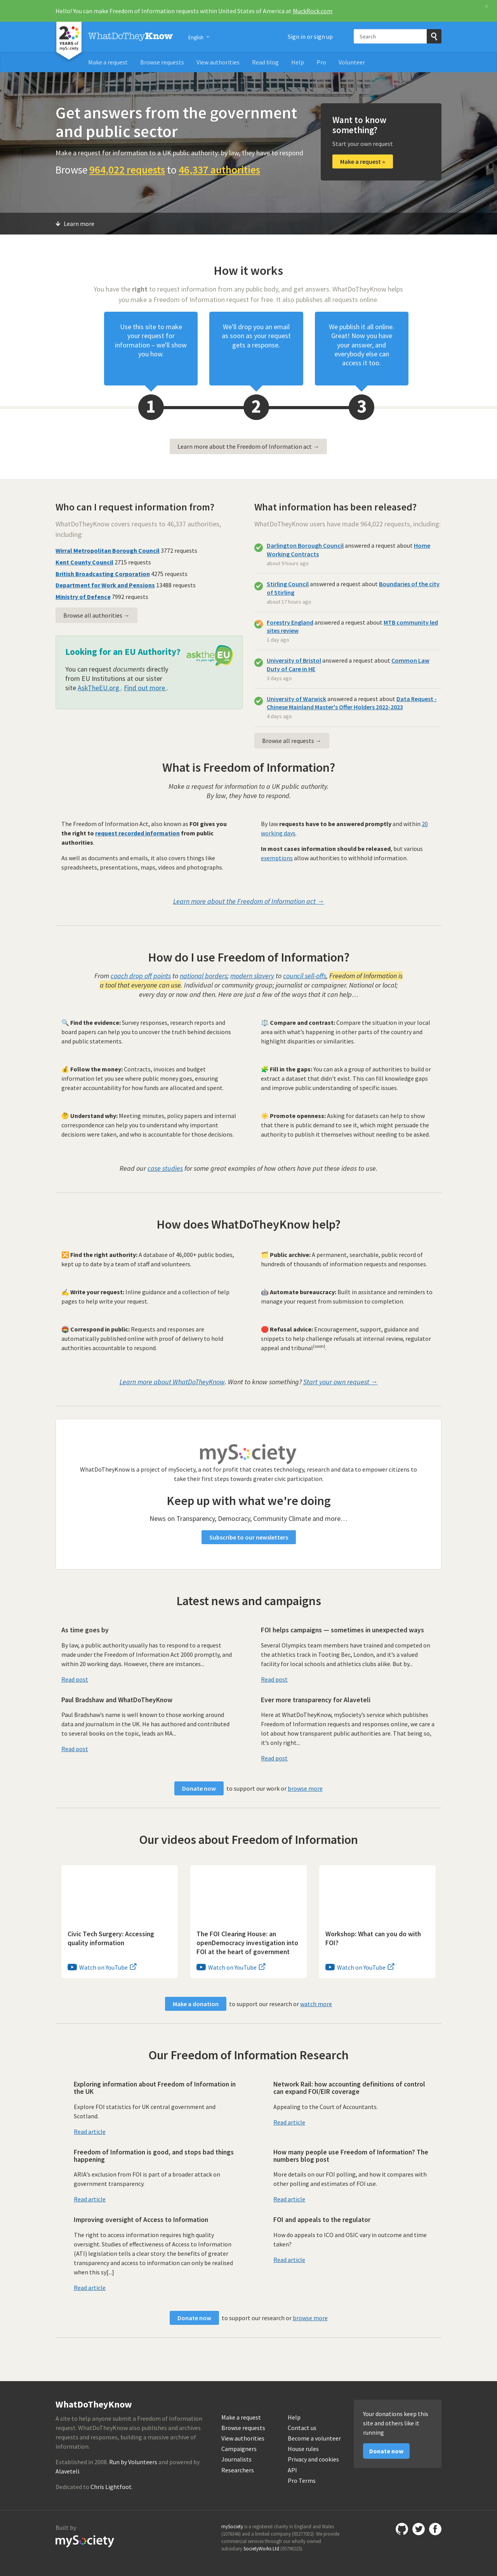 Hello! You can make Freedom of Information requests within United States of America at MuckRock.com
×
20 YEARS of mySociety
WhatDoTheyKnow
English
Sign in or sign up
Search
Make a request
Browse requests
View authorities
Read blog
Help
Pro
Volunteer
Get answers from the government
and public sector
Make a request for information to a UK public authority: by law, they have to respond
Browse 964,022 requests to 46,337 authorities
Want to know
something?
Start your own request
Make a request »
Learn more
How it works
You have the right to request information from any public body, and get answers. WhatDoTheyKnow helps
you make a Freedom of Information request for free. It also publishes all requests online.
Use this site to make
your request for
information – we'll show
you how.
We'll drop you an email
as soon as your request
gets a response.
We publish it all online.
Great! Now you have
your answer, and
everybody else can
access it too.
1
2
3
Learn more about the Freedom of Information act →
Who can I request information from?
WhatDoTheyKnow covers requests to 46,337 authorities,
including:
Wirral Metropolitan Borough Council 3772 requests
Kent County Council 2715 requests
British Broadcasting Corporation 4275 requests
Department for Work and Pensions 13488 requests
Ministry of Defence 7992 requests
Browse all authorities →
Looking for an EU Authority?
asktheEU.org
it's your right
You can request documents directly
from EU Institutions at our sister
site AskTheEU.org . Find out more .
What information has been released?
WhatDoTheyKnow users have made 964,022 requests, including:
Darlington Borough Council answered a request about Home
Working Contracts
about 9 hours ago
Stirling Council answered a request about Boundaries of the city
of Stirling
about 17 hours ago
Forestry England answered a request about MTB community led
sites review
1 day ago
University of Bristol answered a request about Common Law
Duty of Care in HE
3 days ago
University of Warwick answered a request about Data Request -
Chinese Mainland Master's Offer Holders 2022-2023
4 days ago
Browse all requests →
What is Freedom of Information?
Make a request for information to a UK public authority.
By law, they have to respond.
The Freedom of Information Act, also known as FOI gives you
the right to request recorded information from public
authorities.
As well as documents and emails, it also covers things like
spreadsheets, presentations, maps, videos and photographs.
By law requests have to be answered promptly and within 20
working days.
In most cases information should be released, but various
exemptions allow authorities to withhold information.
Learn more about the Freedom of Information act →
How do I use Freedom of Information?
From coach drop off points to national borders; modern slavery to council sell-offs, Freedom of Information is
a tool that everyone can use. Individual or community group; journalist or campaigner. National or local;
every day or now and then. Here are just a few of the ways that it can help…
🔍 Find the evidence: Survey responses, research reports and
board papers can help you to uncover the truth behind decisions
and public statements.
⚖️ Compare and contrast: Compare the situation in your local
area with what's happening in other parts of the country and
highlight disparities or similarities.
💰 Follow the money: Contracts, invoices and budget
information let you see where public money goes, ensuring
greater accountability for how funds are allocated and spent.
🧩 Fill in the gaps: You can ask a group of authorities to build or
extract a dataset that didn't exist. This can fill knowledge gaps
and improve public understanding of specific issues.
🤔 Understand why: Meeting minutes, policy papers and internal
correspondence can help you to understand why important
decisions were taken, and who is accountable for those decisions.
☀️ Promote openness: Asking for datasets can help to show
that there is public demand to see it, which might persuade the
authority to publish it themselves without needing to be asked.
Read our case studies for some great examples of how others have put these ideas to use.
How does WhatDoTheyKnow help?
🔀 Find the right authority: A database of 46,000+ public bodies,
kept up to date by a team of staff and volunteers.
🗂️ Public archive: A permanent, searchable, public record of
hundreds of thousands of information requests and responses.
✍️ Write your request: Inline guidance and a collection of help
pages to help write your request.
🤖 Automate bureaucracy: Built in assistance and reminders to
manage your request from submission to completion.
📮 Correspond in public: Requests and responses are
automatically published online with proof of delivery to hold
authorities accountable to respond.
🛑 Refusal advice: Encouragement, support, guidance and
snippets to help challenge refusals at internal review, regulator
appeal and tribunal(soon)
Learn more about WhatDoTheyKnow. Want to know something? Start your own request →
mySociety
WhatDoTheyKnow is a project of mySociety, a not for profit that creates technology, research and data to empower citizens to
take their first steps towards greater civic participation.
Keep up with what we're doing
News on Transparency, Democracy, Community Climate and more…
Subscribe to our newsletters
Latest news and campaigns
As time goes by
By law, a public authority usually has to respond to a request
made under the Freedom of Information Act 2000 promptly, and
within 20 working days. However, there are instances...
Read post
FOI helps campaigns — sometimes in unexpected ways
Several Olympics team members have trained and competed on
the athletics track in Tooting Bec, London, and it's a valued
facility for local schools and athletics clubs alike. But by...
Read post
Paul Bradshaw and WhatDoTheyKnow
Paul Bradshaw's name is well known to those working around
data and journalism in the UK. He has authored and contributed
to several books on the topic, leads an MA...
Read post
Ever more transparency for Alaveteli
Here at WhatDoTheyKnow, mySociety's service which publishes
Freedom of Information requests and responses online, we care a
lot about how transparent public authorities are. That being so,
it's only right...
Read post
Donate now to support our work or browse more
Our videos about Freedom of Information
Civic Tech Surgery: Accessing
quality information
Watch on YouTube
The FOI Clearing House: an
openDemocracy investigation into
FOI at the heart of government
Watch on YouTube
Workshop: What can you do with
FOI?
Watch on YouTube
Make a donation to support our research or watch more
Our Freedom of Information Research
Exploring information about Freedom of Information in
the UK
Explore FOI statistics for UK central government and
Scotland.
Read article
Network Rail: how accounting definitions of control
can expand FOI/EIR coverage
Appealing to the Court of Accountants.
Read article
Freedom of Information is good, and stops bad things
happening
ARIA's exclusion from FOI is part of a broader attack on
government transparency.
Read article
How many people use Freedom of Information? The
numbers blog post
More details on our FOI polling, and how it compares with
other polling and estimates of FOI use.
Read article
Improving oversight of Access to Information
The right to access information requires high quality
oversight. Studies of effectiveness of Access to Information
(ATI) legislation tells a clear story: the benefits of greater
transparency and access to information can only be realised
when this sy[...]
Read article
FOI and appeals to the regulator
How do appeals to ICO and OSIC vary in outcome and time
taken?
Read article
Donate now to support our research or browse more
WhatDoTheyKnow
A site to help anyone submit a Freedom of Information
request. WhatDoTheyKnow also publishes and archives
requests and responses, building a massive archive of
information.
Established in 2008. Run by Volunteers and powered by
Alaveteli.
Dedicated to Chris Lightfoot.
Make a request
Browse requests
View authorities
Campaigners
Journalists
Researchers
Help
Contact us
Become a volunteer
House rules
Privacy and cookies
API
Pro Terms
Your donations keep this
site and others like it
running
Donate now
Built by
mySociety
mySociety is a registered charity in England and Wales
(1076346) and a limited company (03277032). We provide
commercial services through our wholly owned
subsidiary SocietyWorks Ltd (05798215).